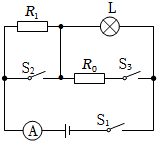 R₁ L
S₂ R₀ S₃
A S₁